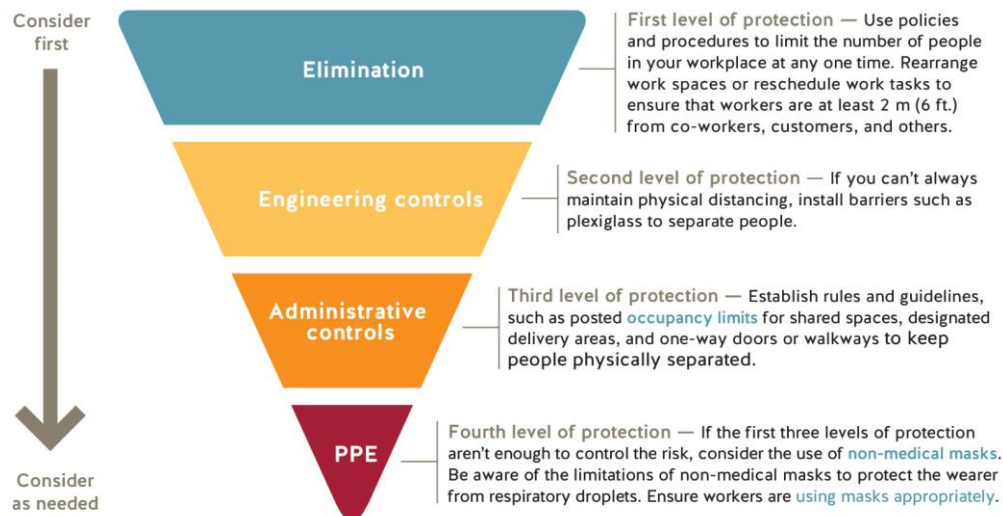 Consider
first
Elimination
First level of protection — Use policies
and procedures to limit the number of people
in your workplace at any one time. Rearrange
work spaces or reschedule work tasks to
ensure that workers are at least 2 m (6 ft.)
from co-workers, customers, and others.
Engineering controls
Second level of protection — If you can’t always
maintain physical distancing, install barriers such as
plexiglass to separate people.
Administrative
controls
Third level of protection — Establish rules and guidelines,
such as posted occupancy limits for shared spaces, designated
delivery areas, and one-way doors or walkways to keep
people physically separated.
PPE
Fourth level of protection — If the first three levels of protection
aren’t enough to control the risk, consider the use of non-medical masks.
Be aware of the limitations of non-medical masks to protect the wearer
from respiratory droplets. Ensure workers are using masks appropriately.
Consider
as needed